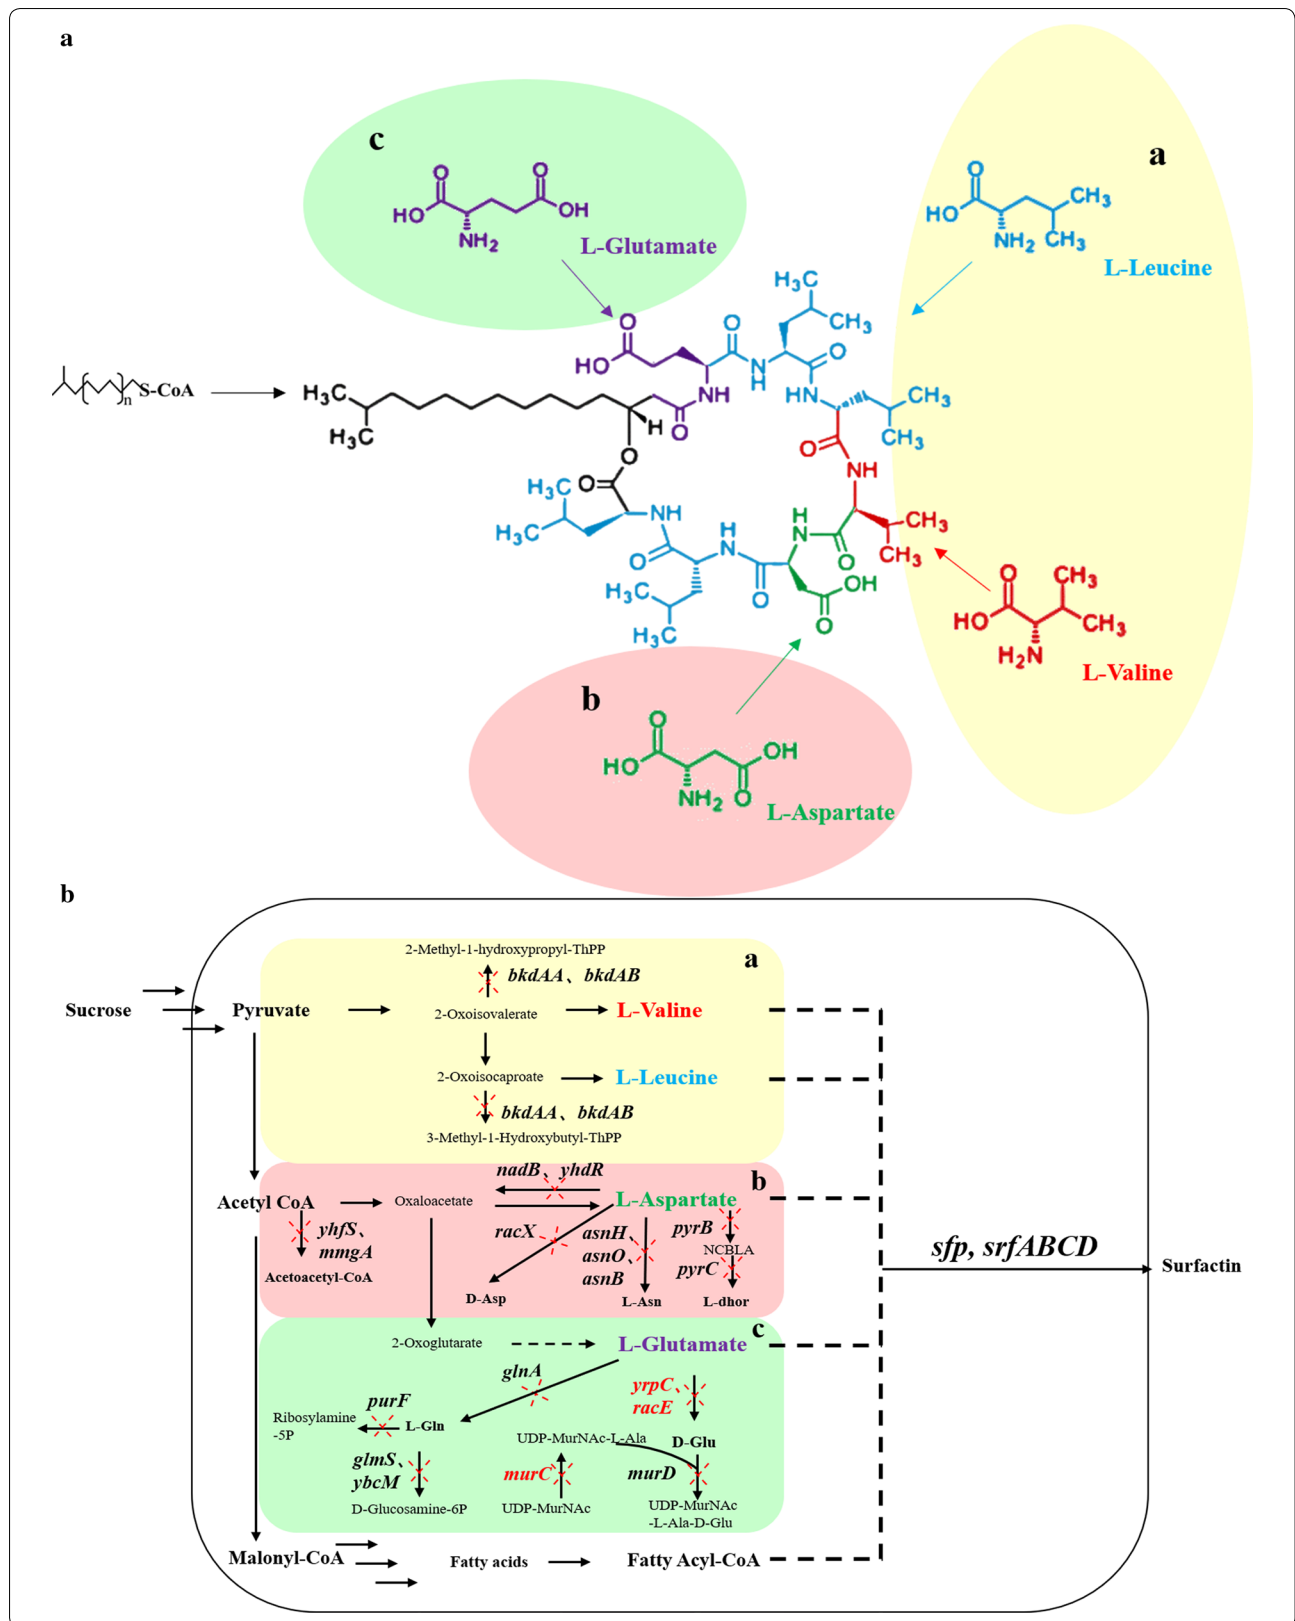 a
c
a
O
O
HO
OH
NH2
L-Glutamate
O
HO
CH3
NH2 CH3
L-Leucine
H3C
CH3
O
O
O
HO
N
H
NH
HN
CH3
CH3
S-CoA
n
H3C
H3C
H
O
O
NH
O
O
H3C
H3C
NH
H
N
H
N
O
CH3
CH3
O
O
OH
O
H3C
H3C
O
CH3
HO
CH3
H2N
L-Valine
b
O
OH
HO
NH2 O
L-Aspartate
b
2-Methyl-1-hydroxypropyl-ThPP
a
bkdAA、bkdAB
Sucrose
Pyruvate
2-Oxoisovalerate
L-Valine
2-Oxoisocaproate
L-Leucine
bkdAA、bkdAB
3-Methyl-1-Hydroxybutyl-ThPP
nadB、yhdR
b
Acetyl CoA
Oxaloacetate
L-Aspartate
yhfS、
mmgA
racX
asnH、
asnO、
asnB
pyrB
NCBLA
pyrC
Acetoacetyl-CoA
D-Asp
L-Asn
L-dhor
sfp, srfABCD
Surfactin
c
2-Oxoglutarate
L-Glutamate
glnA
yrpC、
racE
purF
Ribosylamine
-5P
L-Gln
UDP-MurNAc-L-Ala
D-Glu
glmS、
ybcM
murC
murD
D-Glucosamine-6P
UDP-MurNAc
UDP-MurNAc
-L-Ala-D-Glu
Malonyl-CoA
Fatty acids
Fatty Acyl-CoA